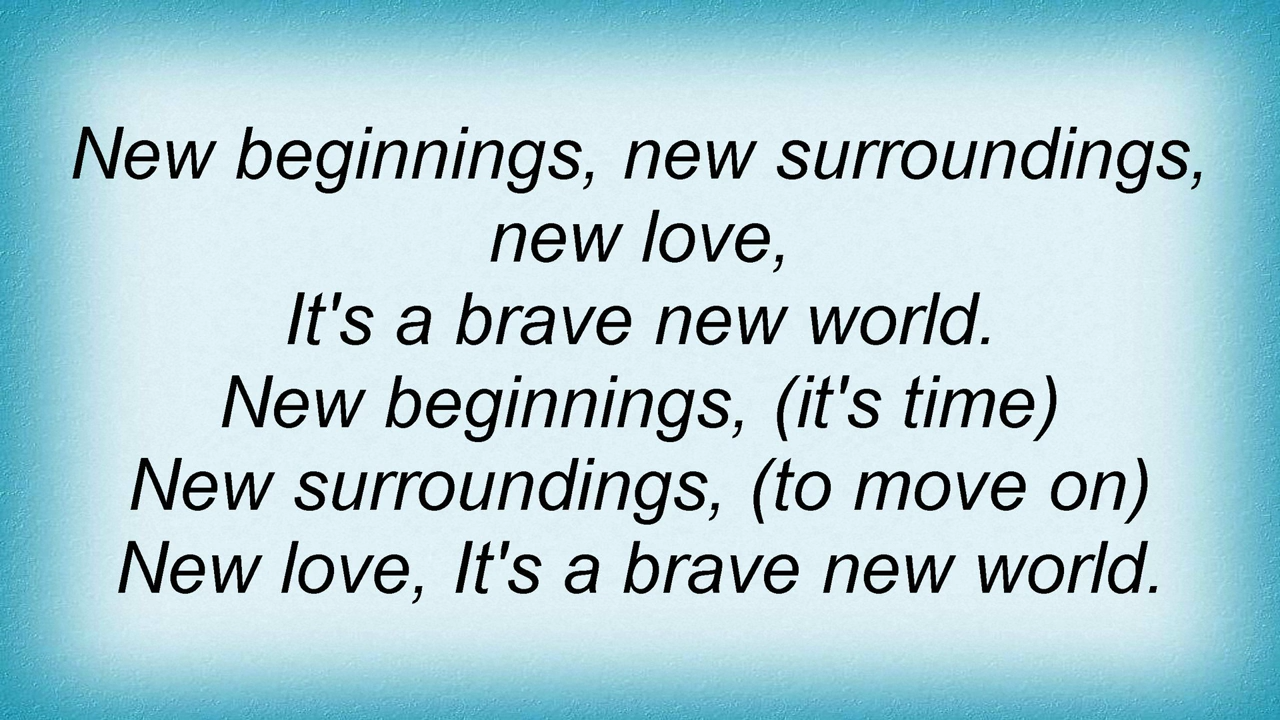 New beginnings, new surroundings,
new love,
It's a brave new world.
New beginnings, (it's time)
New surroundings, (to move on)
New love, It's a brave new world.